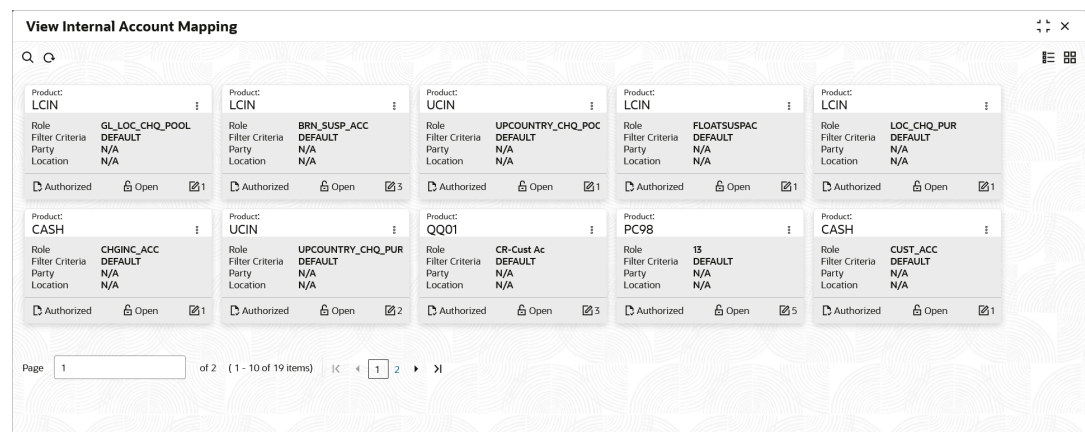 View Internal Account Mapping
Product:
LCIN
Role GL_LOC_CHQ_POOL
Filter Criteria DEFAULT
Party N/A
Location N/A
Authorized Open 1
Product:
LCIN
Role BRN_SUSP_ACC
Filter Criteria DEFAULT
Party N/A
Location N/A
Authorized Open 3
Product:
UCIN
Role UPCOUNTRY_CHQ_POC
Filter Criteria DEFAULT
Party N/A
Location N/A
Authorized Open 1
Product:
LCIN
Role FLOATSUSPAC
Filter Criteria DEFAULT
Party N/A
Location N/A
Authorized Open 1
Product:
LCIN
Role LOC_CHQ_PUR
Filter Criteria DEFAULT
Party N/A
Location N/A
Authorized Open 1
Product:
CASH
Role CHGINC_ACC
Filter Criteria DEFAULT
Party N/A
Location N/A
Authorized Open 1
Product:
UCIN
Role UPCOUNTRY_CHQ_PUR
Filter Criteria DEFAULT
Party N/A
Location N/A
Authorized Open 2
Product:
QQ01
Role CR-Cust Ac
Filter Criteria DEFAULT
Party N/A
Location N/A
Authorized Open 3
Product:
PC98
Role 13
Filter Criteria DEFAULT
Party N/A
Location N/A
Authorized Open 5
Product:
CASH
Role CUST_ACC
Filter Criteria DEFAULT
Party N/A
Location N/A
Authorized Open 1
Page 1 of 2 ( 1 - 10 of 19 items) 1 2